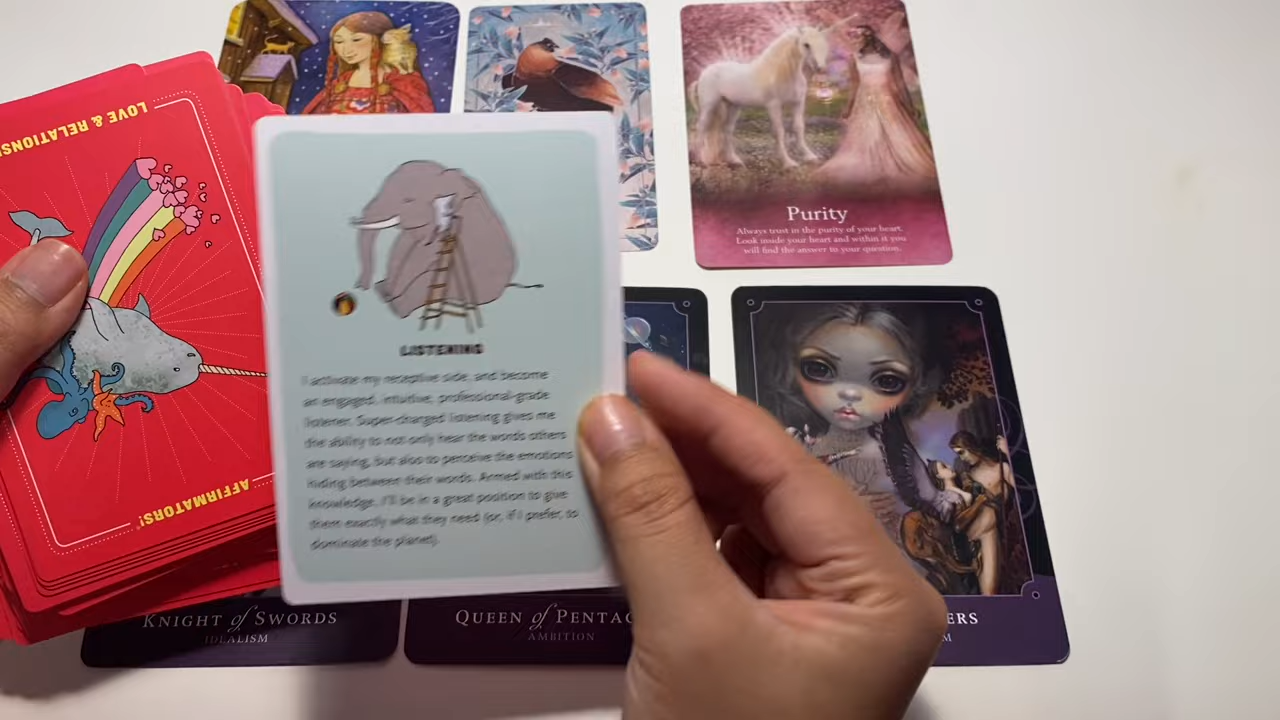 LOVE & RELATIONS
AFFIRMATORS!
Purity
Always trust in the purity of your heart.
Look inside your heart and within it you
will find the answer to your question.
LISTENING
I activate my receptive side, and become
an engaged, intuitive, professional-grade
listener. Super-charged listening gives me
the ability to not only hear the words others
are saying, but also to perceive the emotions
hiding between their words. Armed with this
knowledge, I'll be in a great position to give
them exactly what they need (or, if I prefer, to
dominate the planet).
KNIGHT of SWORDS
IDEALISM
QUEEN of PENTAC
AMBITION
ERS
M